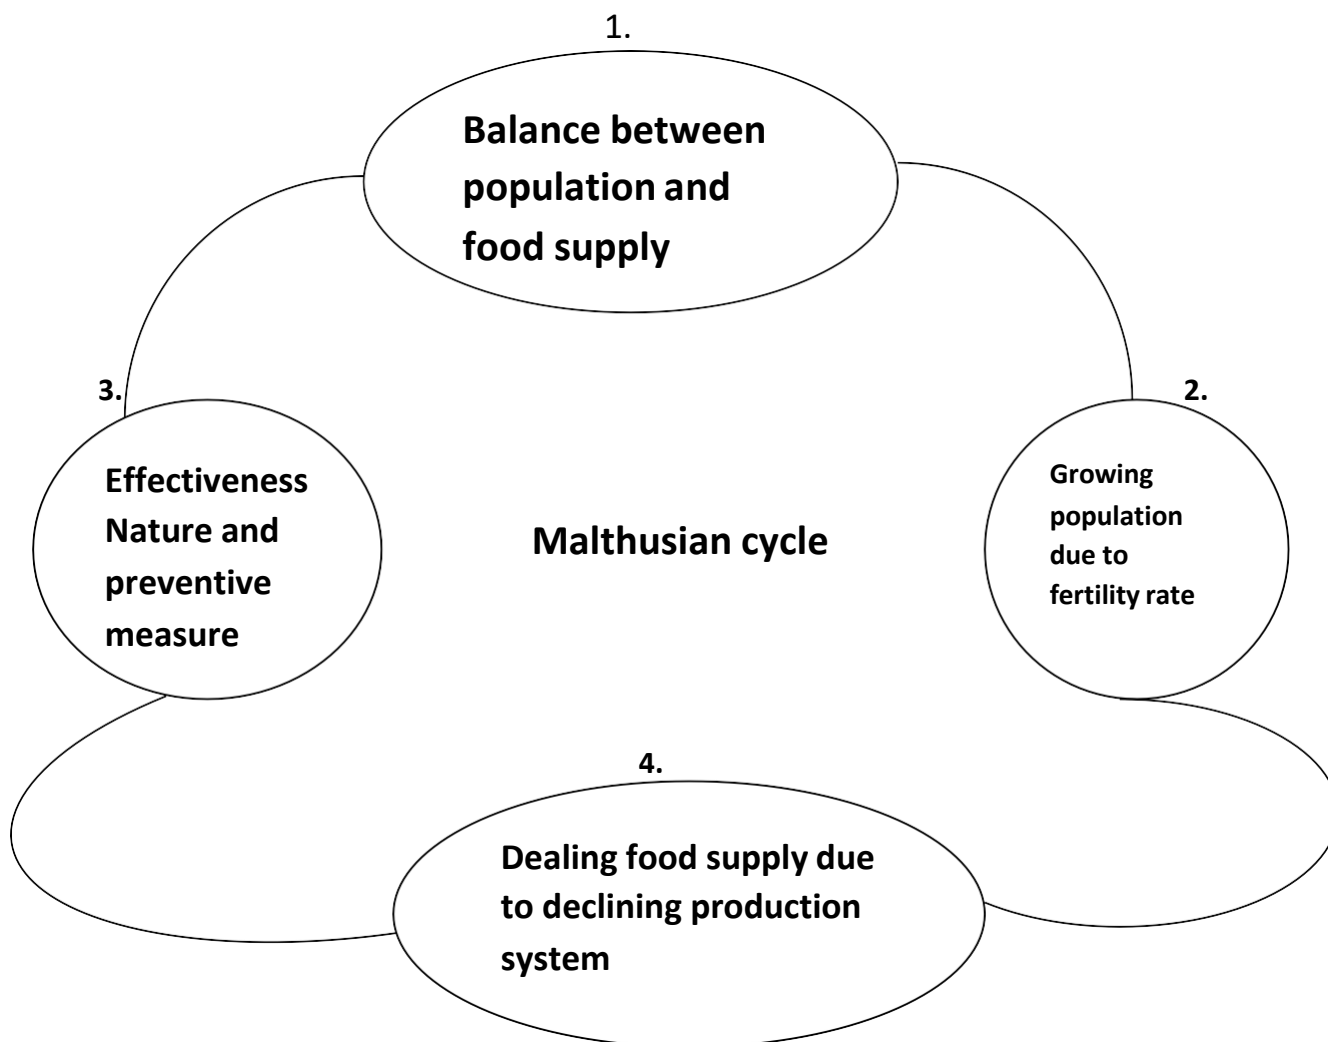 1.
Balance between
population and
food supply
3.
Effectiveness
Nature and
preventive
measure
Malthusian cycle
2.
Growing
population
due to
fertility rate
4.
Dealing food supply due
to declining production
system